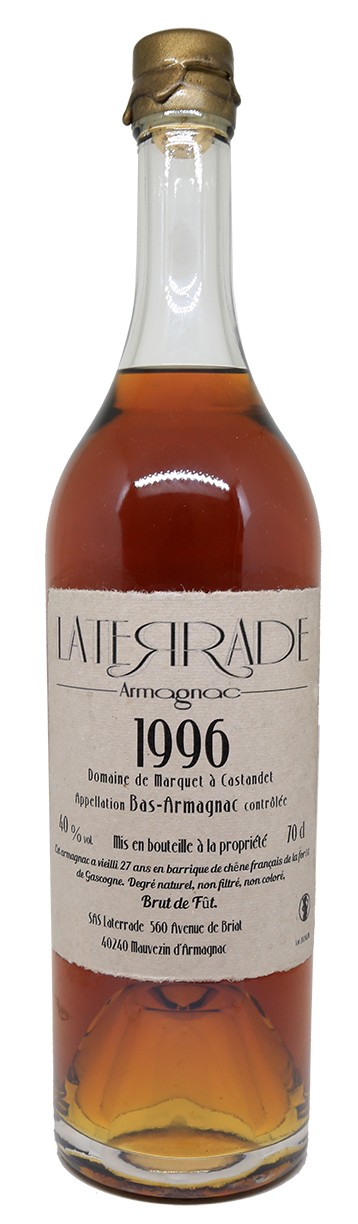 LATERRADE
Armagnac
1996
Domaine de Marquet à Castandet
Appellation Bas-Armagnac contrôlée
40 % vol. Mis en bouteille à la propriété 70 cl
Cet armagnac a vieilli 27 ans en barrique de chêne français de la forêt
de Gascogne. Degré naturel, non filtré, non coloré.
Brut de Fût.
SAS Laterrade 560 Avenue de Briat
40240 Mauvezin d'Armagnac